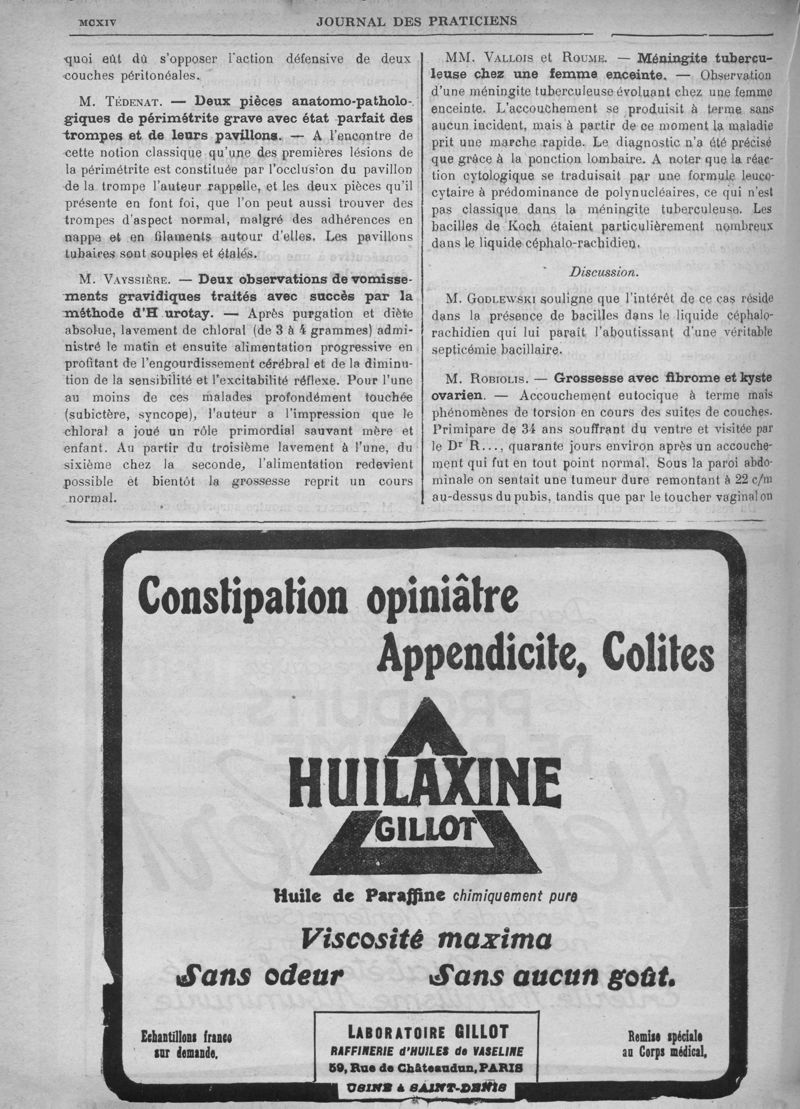 MCXIV
JOURNAL DES PRATICIENS
quoi eût dû s'opposer l'action défensive de deux
couches péritonéales.
M. TÉDENAT. — Deux pièces anatomo-patholo-
giques de périmétrite grave avec état parfait des
trompes et de leurs pavillons. — A l'encontre de
cette notion classique qu'une des premières lésions de
la périmétrite est constituée par l'occlusion du pavillon
de la trompe l'auteur rappelle, et les deux pièces qu'il
présente en font foi, que l'on peut aussi trouver des
trompes d'aspect normal, malgré des adhérences en
nappe et en filaments autour d'elles. Les pavillons
tubaires sont souples et étalés.
M. VAYSSIÈRE. — Deux observations de vomisse-
ments gravidiques traités avec succès par la
méthode d'H urotay. — Après purgation et diète
absolue, lavement de chloral (de 3 à 4 grammes) admi-
nistré le matin et ensuite alimentation progressive en
profitant de l'engourdissement cérébral et de la diminu-
tion de la sensibilité et l'excitabilité réflexe. Pour l'une
au moins de ces malades profondément touchée
(subictère, syncope), l'auteur a l'impression que le
chloral a joué un rôle primordial sauvant mère et
enfant. Au partir du troisième lavement à l'une, du
sixième chez la seconde, l'alimentation redevient
possible et bientôt la grossesse reprit un cours
normal.
MM. VALLOIS et ROUME. — Méningite tubercu-
leuse chez une femme enceinte. — Observation
d'une méningite tuberculeuse évoluant chez une femme
enceinte. L'accouchement se produisit à terme sans
aucun incident, mais à partir de ce moment la maladie
prit une marche rapide. Le diagnostic n'a été précisé
que grâce à la ponction lombaire. A noter que la réac-
tion cytologique se traduisait par une formule leuco-
cytaire à prédominance de polynucléaires, ce qui n'est
pas classique dans la méningite tuberculeuse. Les
bacilles de Koch étaient particulièrement nombreux
dans le liquide céphalo-rachidien.
Discussion.
M. GODLEWSKI souligne que l'intérêt de ce cas réside
dans la présence de bacilles dans le liquide céphalo-
rachidien qui lui paraît l'aboutissant d'une véritable
septicémie bacillaire.
M. ROBIOLIS. — Grossesse avec fibrome et kyste
ovarien. — Accouchement eutocique à terme mais
phénomènes de torsion en cours des suites de couches.
Primipare de 34 ans souffrant du ventre et visitée par
le Dr R..., quarante jours environ après un accouche-
ment qui fut en tout point normal. Sous la paroi abdo-
minale on sentait une tumeur dure remontant à 22 c/m
au-dessus du pubis, tandis que par le toucher vaginal on
Constipation opiniâtre
Appendicite, Colites
HUILAXINE
GILLOT
Huile de Paraffine chimiquement pure
Viscosité maxima
Sans odeur Sans aucun goût.
Echantillons franco
sur demande.
LABORATOIRE GILLOT
RAFFINERIE d'HUILES de VASELINE
59, Rue de Châteaudun, PARIS
USINE à SAINT-DENIS
Remise spéciale
au Corps médical.